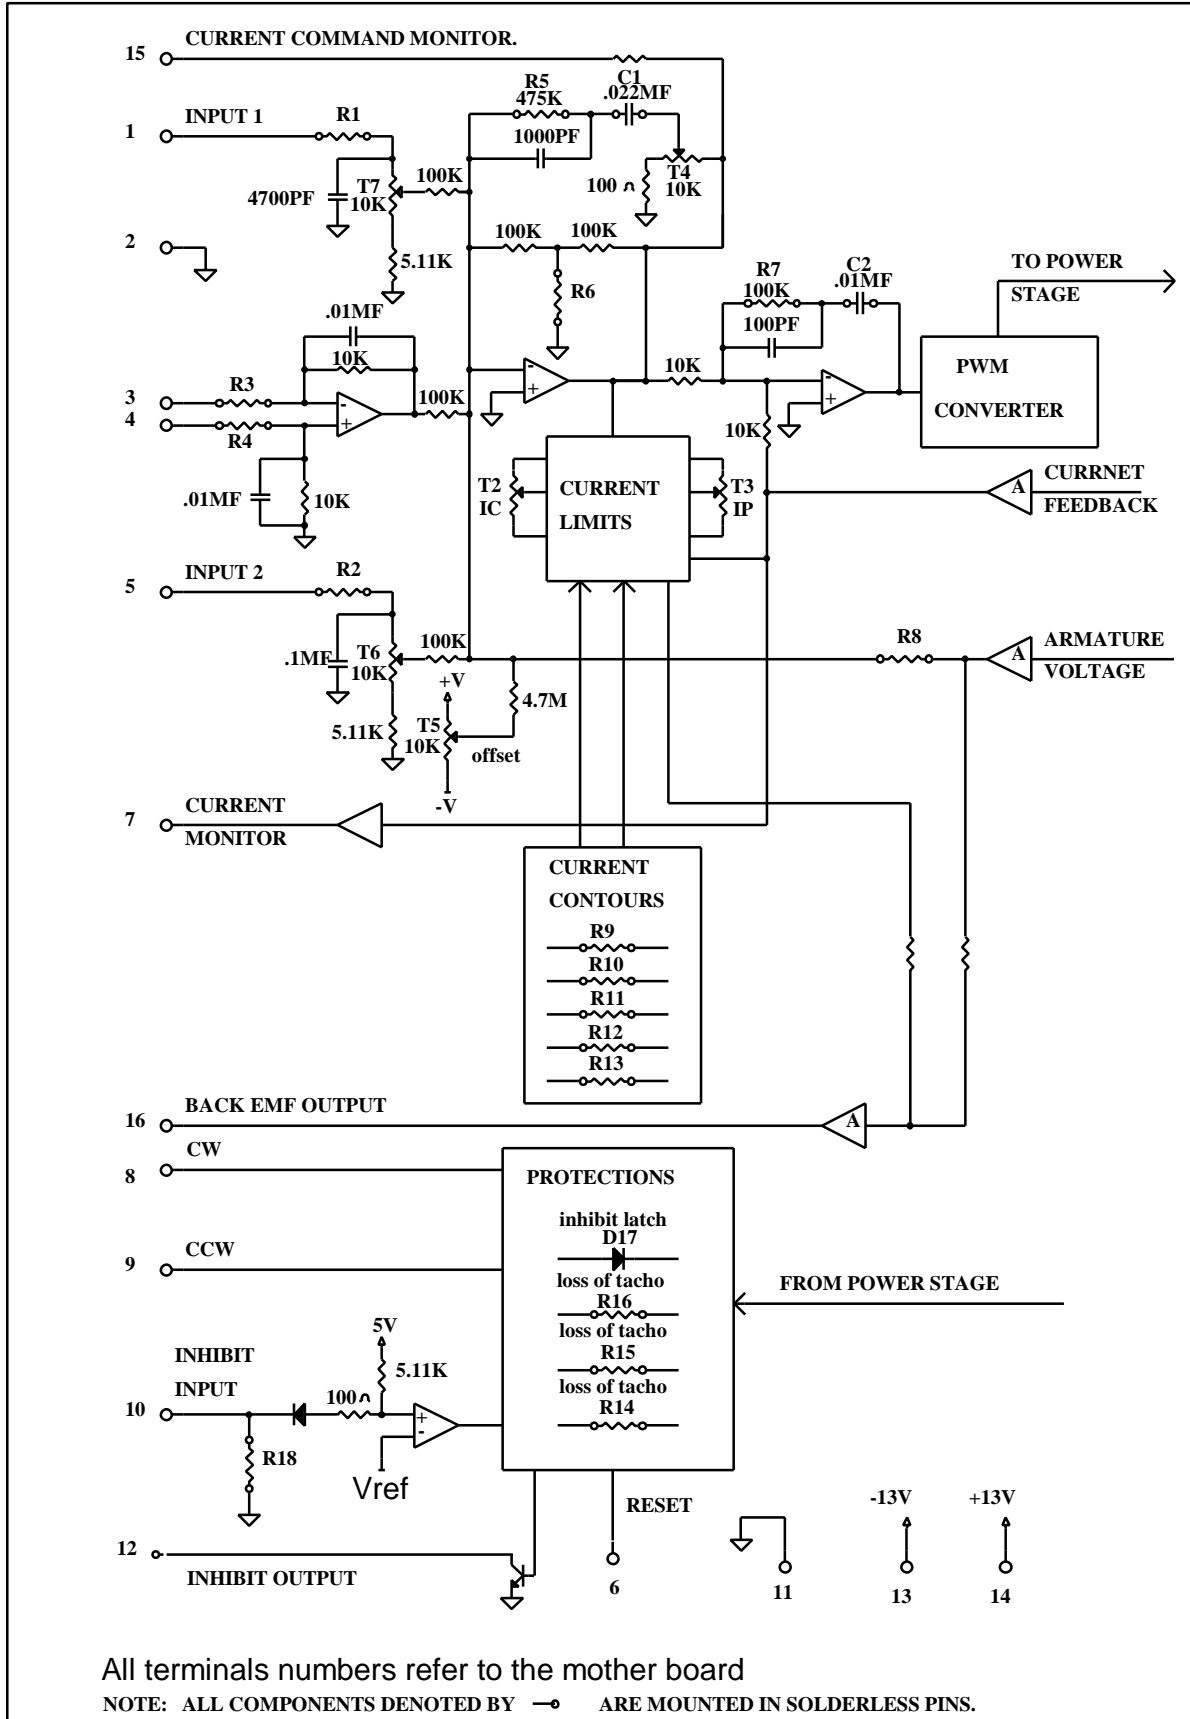 15 CURRENT COMMAND MONITOR.
R5
475K
C1
.022MF
1 INPUT 1
R1
1000PF
4700PF
T7
10K
100K
T4
10K
100
2
5.11K
100K
100K
R6
R7
100K
C2
.01MF
100PF
TO POWER
STAGE
.01MF
10K
3
R3
-
+
4
R4
100K
-
+
10K
-
+
PWM
CONVERTER
.01MF
10K
10K
T2
IC
CURRENT
LIMITS
T3
IP
A
CURRNET
FEEDBACK
5 INPUT 2
R2
.1MF
T6
10K
100K
R8
A
ARMATURE
VOLTAGE
+V
4.7M
5.11K
T5
10K
offset
-V
7 CURRENT
MONITOR
CURRENT
CONTOURS
R9
R10
R11
R12
R13
16 BACK EMF OUTPUT
A
8 CW
PROTECTIONS
inhibit latch
D17
9 CCW
loss of tacho
R16
FROM POWER STAGE
loss of tacho
R15
loss of tacho
R14
5V
5.11K
INHIBIT
INPUT
10
100
+
-
R18
Vref
RESET
12
INHIBIT OUTPUT
6
11
-13V
13
+13V
14
All terminals numbers refer to the mother board
NOTE: ALL COMPONENTS DENOTED BY ARE MOUNTED IN SOLDERLESS PINS.